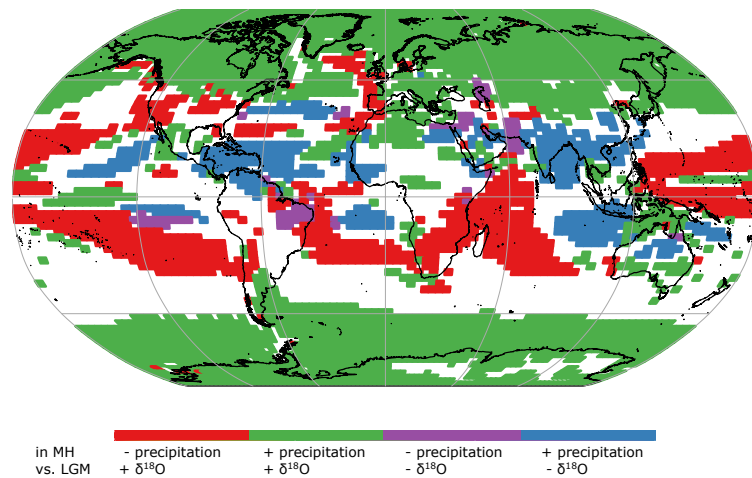 in MH - precipitation + precipitation - precipitation + precipitation
vs. LGM + δ¹⁸O + δ¹⁸O - δ¹⁸O - δ¹⁸O